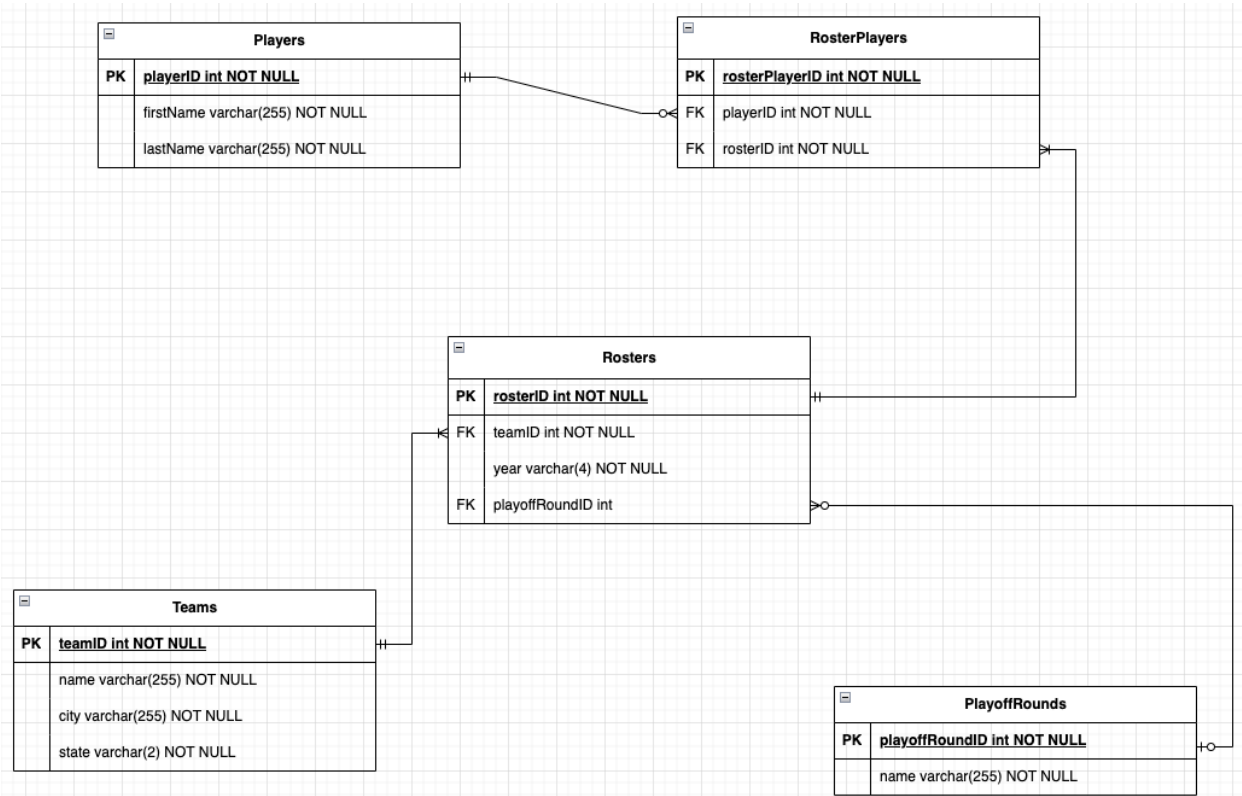 Players
PK playerID int NOT NULL
firstName varchar(255) NOT NULL
lastName varchar(255) NOT NULL
RosterPlayers
PK rosterPlayerID int NOT NULL
FK playerID int NOT NULL
FK rosterID int NOT NULL
Rosters
PK rosterID int NOT NULL
FK teamID int NOT NULL
year varchar(4) NOT NULL
FK playoffRoundID int
Teams
PK teamID int NOT NULL
name varchar(255) NOT NULL
city varchar(255) NOT NULL
state varchar(2) NOT NULL
PlayoffRounds
PK playoffRoundID int NOT NULL
name varchar(255) NOT NULL